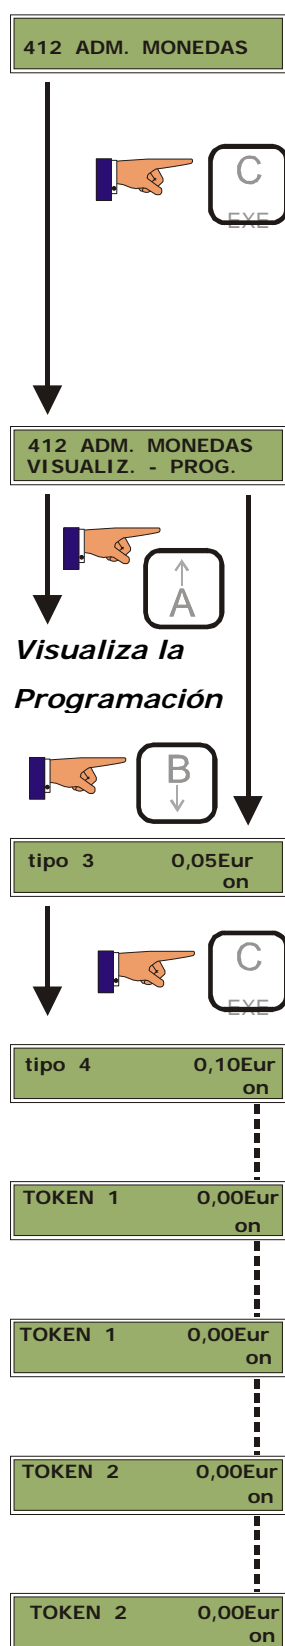 412 ADM. MONEDAS
C
EXE
412 ADM. MONEDAS
VISUALIZ. - PROG.
A
Visualiza la
Programación
B
tipo 3 0,05Eur
on
C
EXE
tipo 4 0,10Eur
on
TOKEN 1 0,00Eur
on
TOKEN 1 0,00Eur
on
TOKEN 2 0,00Eur
on
TOKEN 2 0,00Eur
on